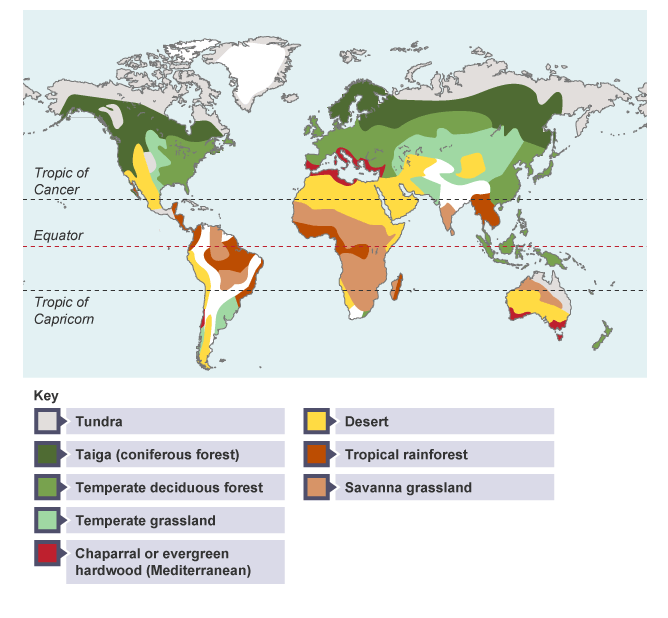 Tropic of
Cancer
Equator
Tropic of
Capricorn
Key
Tundra
Taiga (coniferous forest)
Temperate deciduous forest
Temperate grassland
Chaparral or evergreen
hardwood (Mediterranean)
Desert
Tropical rainforest
Savanna grassland